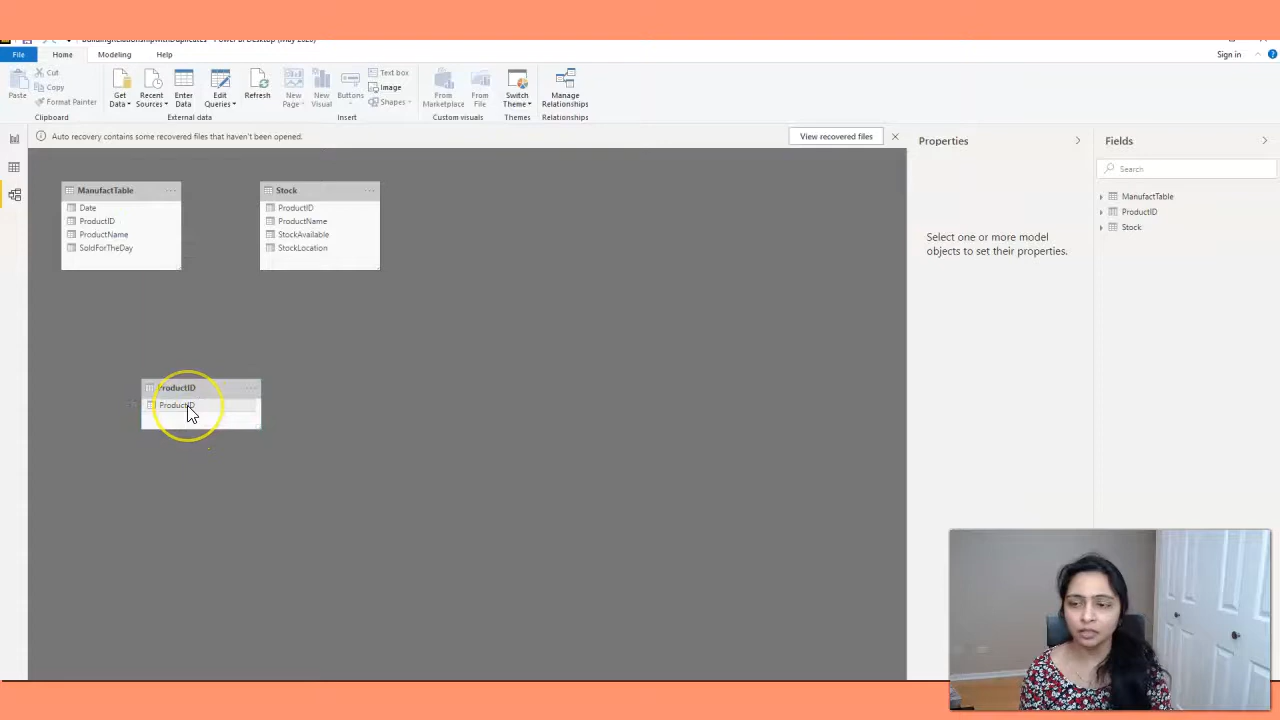 File Home Modeling Help Sign in
Paste
Cut
Copy
Format Painter
Clipboard
Get Data
Recent Sources
Enter Data
Edit Queries
External data
Refresh
New Page
New Visual
Buttons
Text box
Image
Shapes
Insert
From Marketplace
From File
Custom visuals
Switch Theme
Themes
Manage Relationships
Relationships
Auto recovery contains some recovered files that haven't been opened. View recovered files
ManufactTable
Date
ProductID
ProductName
SoldForTheDay
Stock
ProductID
ProductName
StockAvailable
StockLocation
ProductID
ProductID
Properties
Select one or more model
objects to set their properties.
Fields
Search
ManufactTable
ProductID
Stock